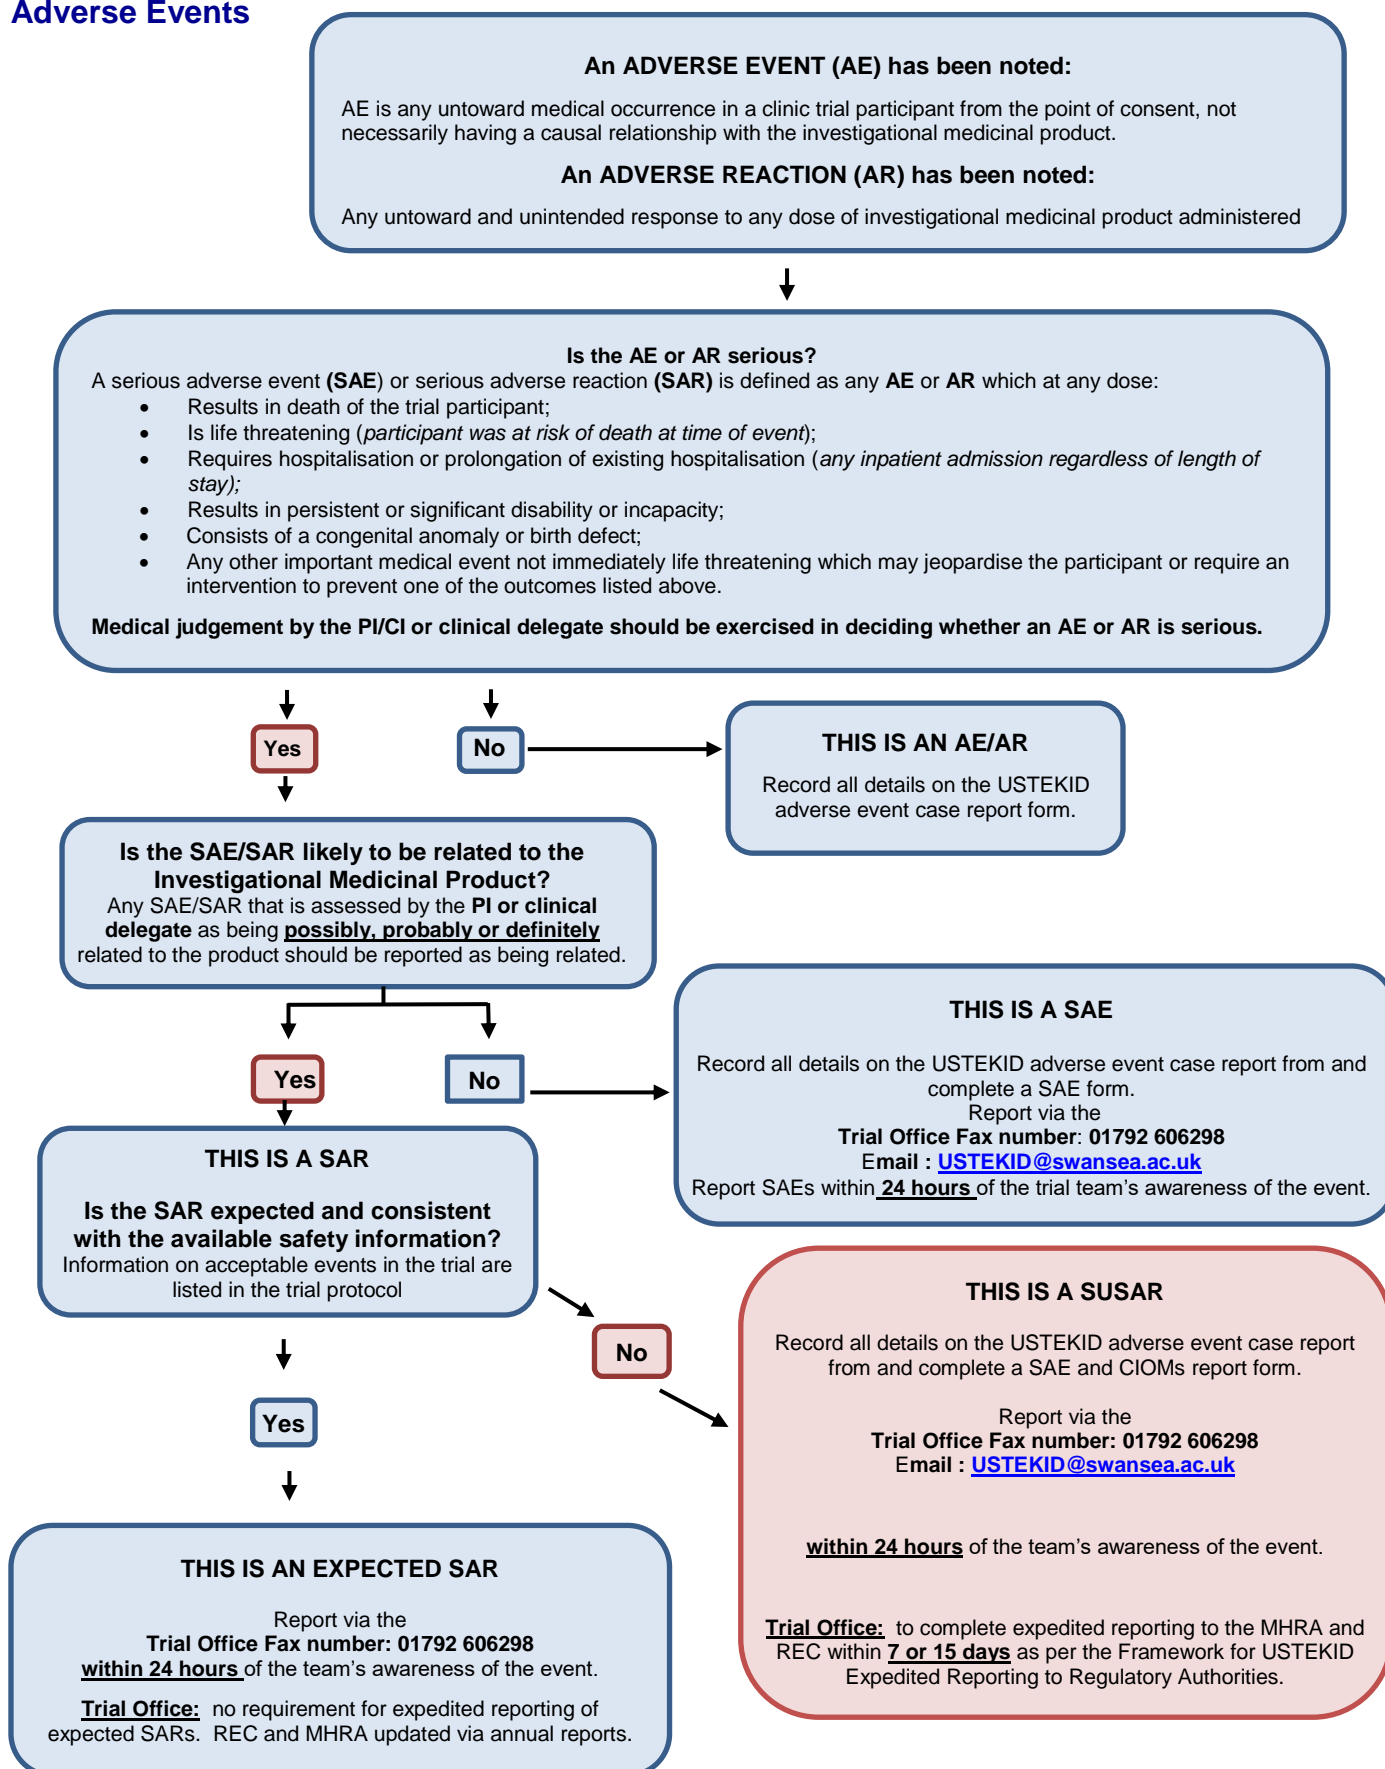 Adverse Events
An ADVERSE EVENT (AE) has been noted:
AE is any untoward medical occurrence in a clinic trial participant from the point of consent, not
necessarily having a causal relationship with the investigational medicinal product.
An ADVERSE REACTION (AR) has been noted:
Any untoward and unintended response to any dose of investigational medicinal product administered
Is the AE or AR serious?
A serious adverse event (SAE) or serious adverse reaction (SAR) is defined as any AE or AR which at any dose:
• Results in death of the trial participant;
• Is life threatening (participant was at risk of death at time of event);
• Requires hospitalisation or prolongation of existing hospitalisation (any inpatient admission regardless of length of
stay);
• Results in persistent or significant disability or incapacity;
• Consists of a congenital anomaly or birth defect;
• Any other important medical event not immediately life threatening which may jeopardise the participant or require an
intervention to prevent one of the outcomes listed above.
Medical judgement by the PI/CI or clinical delegate should be exercised in deciding whether an AE or AR is serious.
Yes
No
THIS IS AN AE/AR
Record all details on the USTEKID
adverse event case report form.
Is the SAE/SAR likely to be related to the
Investigational Medicinal Product?
Any SAE/SAR that is assessed by the PI or clinical
delegate as being possibly, probably or definitely
related to the product should be reported as being related.
Yes
No
THIS IS A SAE
Record all details on the USTEKID adverse event case report from and
complete a SAE form.
Report via the
Trial Office Fax number: 01792 606298
Email : USTEKID@swansea.ac.uk
Report SAEs within 24 hours of the trial team's awareness of the event.
THIS IS A SAR
Is the SAR expected and consistent
with the available safety information?
Information on acceptable events in the trial are
listed in the trial protocol
No
Yes
THIS IS A SUSAR
Record all details on the USTEKID adverse event case report
from and complete a SAE and CIOMs report form.
Report via the
Trial Office Fax number: 01792 606298
Email : USTEKID@swansea.ac.uk
within 24 hours of the team's awareness of the event.
Trial Office: to complete expedited reporting to the MHRA and
REC within 7 or 15 days as per the Framework for USTEKID
Expedited Reporting to Regulatory Authorities.
THIS IS AN EXPECTED SAR
Report via the
Trial Office Fax number: 01792 606298
within 24 hours of the team's awareness of the event.
Trial Office: no requirement for expedited reporting of
expected SARs. REC and MHRA updated via annual reports.